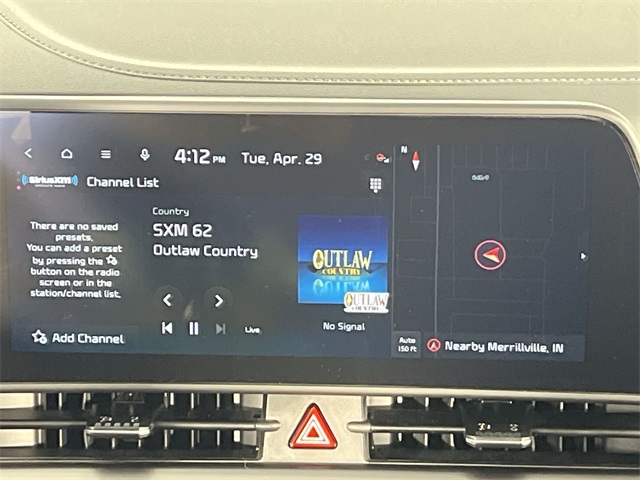 4:12 PM
Tue, Apr. 29
N
SiriusXM
Channel List
There are no saved
presets.
You can add a preset
by pressing the
button on the radio
screen or in the
station/channel list.
Add Channel
Country
SXM 62
Outlaw Country
Live
OUTLAW
COUNTRY
OUTLAW
COUNTRY
No Signal
Auto
150 ft
Nearby Merrillville, IN